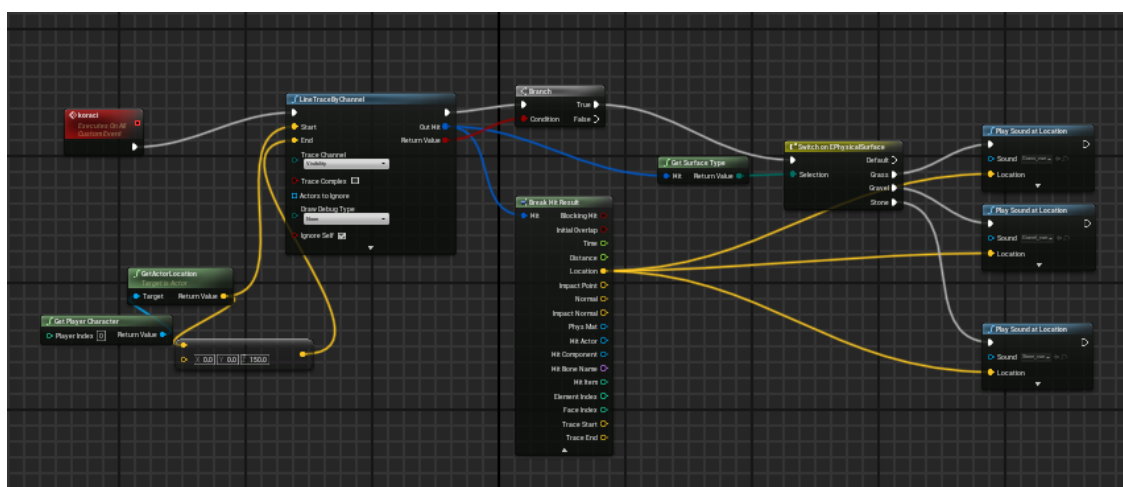 koraci
Executes On All
Custom Event
LineTraceByChannel
Start
Out Hit
End
Return Value
Trace Channel
Visibility
Trace Complex
Actors to Ignore
Draw Debug Type
None
Ignore Self
GetActorLocation
Target is Actor
Target
Return Value
Get Player Character
Player Index 0
Return Value
X 0,0 Y 0,0 Z 150,0
Branch
True
Condition
False
Break Hit Result
Hit
Blocking Hit
Initial Overlap
Time
Distance
Location
Impact Point
Normal
Impact Normal
Phys Mat
Hit Actor
Hit Component
Hit Bone Name
Hit Item
Element Index
Face Index
Trace Start
Trace End
Get Surface Type
Hit
Return Value
Switch on EPhysicalSurface
Default
Selection
Grass
Gravel
Stone
Play Sound at Location
Sound
Location
Play Sound at Location
Sound
Location
Play Sound at Location
Sound
Location